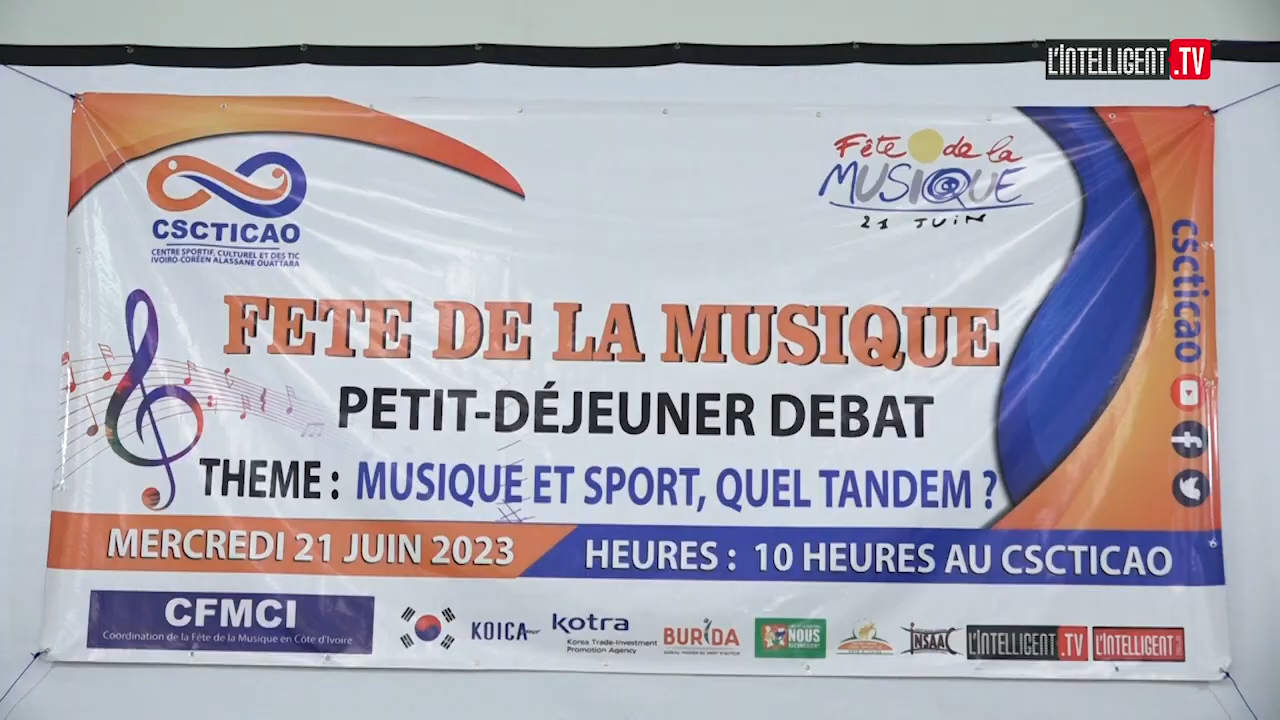 L'INTELLIGENT.TV
CSCTICAO
CENTRE SPORTIF, CULTUREL ET DES TIC
IVOIRO-CORÉEN ALASSANE OUATTARA
Fête de la
MUSIQUE
21 JUIN
cscticao
FETE DE LA MUSIQUE
PETIT-DÉJEUNER DEBAT
THEME : MUSIQUE ET SPORT, QUEL TANDEM ?
MERCREDI 21 JUIN 2023
HEURES : 10 HEURES AU CSCTICAO
CFMCI
Coordination de la Fête de la Musique en Côte d'Ivoire
KOICA
kotra
Korea Trade-Investment
Promotion Agency
BURIDA
NOUS
INSAAC
L'INTELLIGENT.TV
L'INTELLIGENT